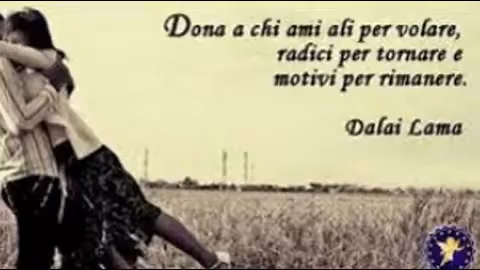 Dona a chi ami ali per volare,
radici per tornare e
motivi per rimanere.
Dalai Lama